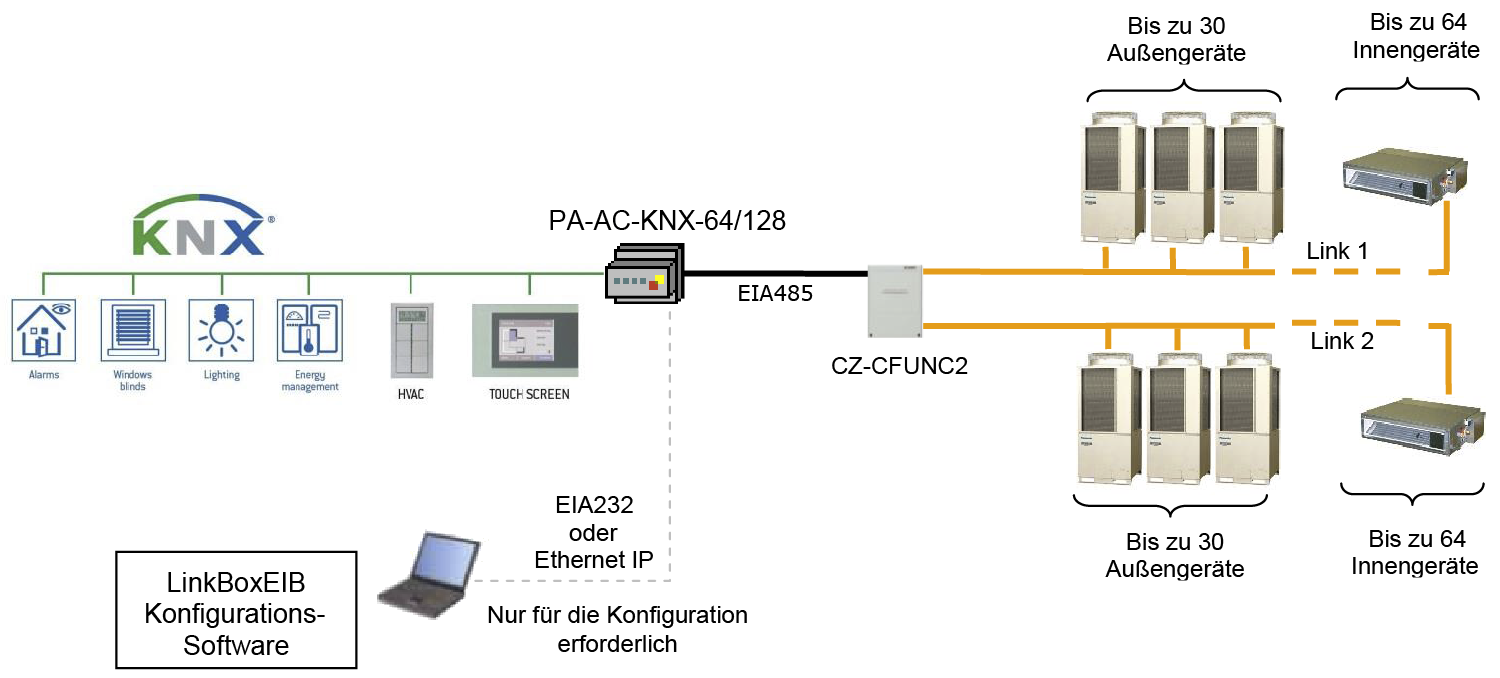 Bis zu 30
Außengeräte
Bis zu 64
Innengeräte
KNX®
PA-AC-KNX-64/128
EIA485
CZ-CFUNC2
Link 1
Link 2
Alarms
Windows
blinds
Lighting
Energy
management
HVAC
TOUCH SCREEN
EIA232
oder
Ethernet IP
LinkBoxEIB
Konfigurations-
Software
Nur für die Konfiguration
erforderlich
Bis zu 30
Außengeräte
Bis zu 64
Innengeräte